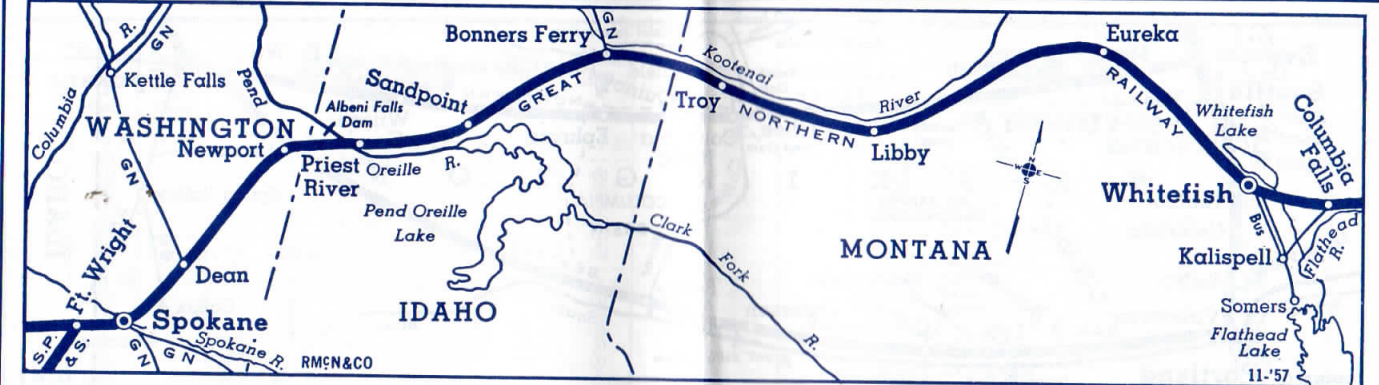 R.
GN
Kettle Falls
Columbia
WASHINGTON
GN
Pend
Newport
Albeni Falls
Dam
Priest
River
Oreille
R.
Sandpoint
Pend Oreille
Lake
Bonners Ferry
GN
GREAT
NORTHERN
RAILWAY
Kootenai
River
Troy
Libby
Eureka
Whitefish
Lake
Whitefish
Columbia
Falls
N
W E
S
MONTANA
Clark
Fork
R.
IDAHO
Bus
Kalispell
Flathead
R.
Somers
Flathead
Lake
Ft. Wright
Dean
Spokane
S.P.
& S.
GN
GN
Spokane R.
RMCN&CO
11-'57